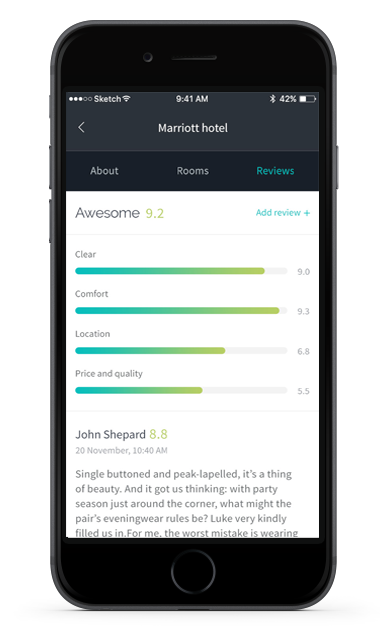 Sketch 9:41 AM 42%
Marriott hotel
About Rooms Reviews
Awesome 9.2 Add review +
Clear
9.0
Comfort
9.3
Location
6.8
Price and quality
5.5
John Shepard 8.8
20 November, 10:40 AM
Single buttoned and peak-lapelled, it's a thing
of beauty. And it got us thinking: with party
season just around the corner, what might the
pair's eveningwear rules be? Luke very kindly
filled us in.For me, the worst mistake is wearing